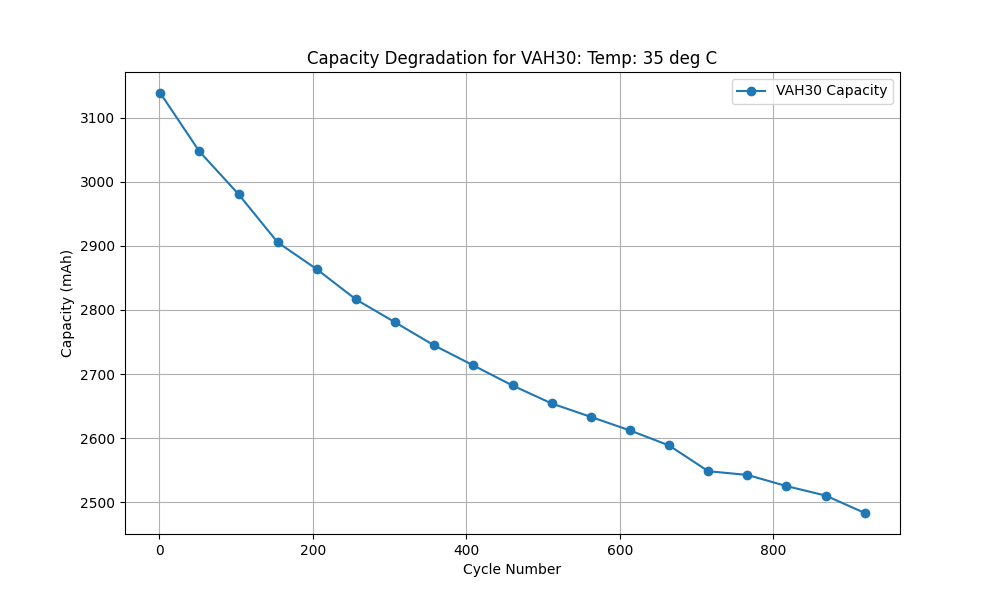 Capacity Degradation for VAH30: Temp: 35 deg C
VAH30 Capacity
3100
3000
2900
2800
2700
2600
2500
Capacity (mAh)
0 200 400 600 800
Cycle Number